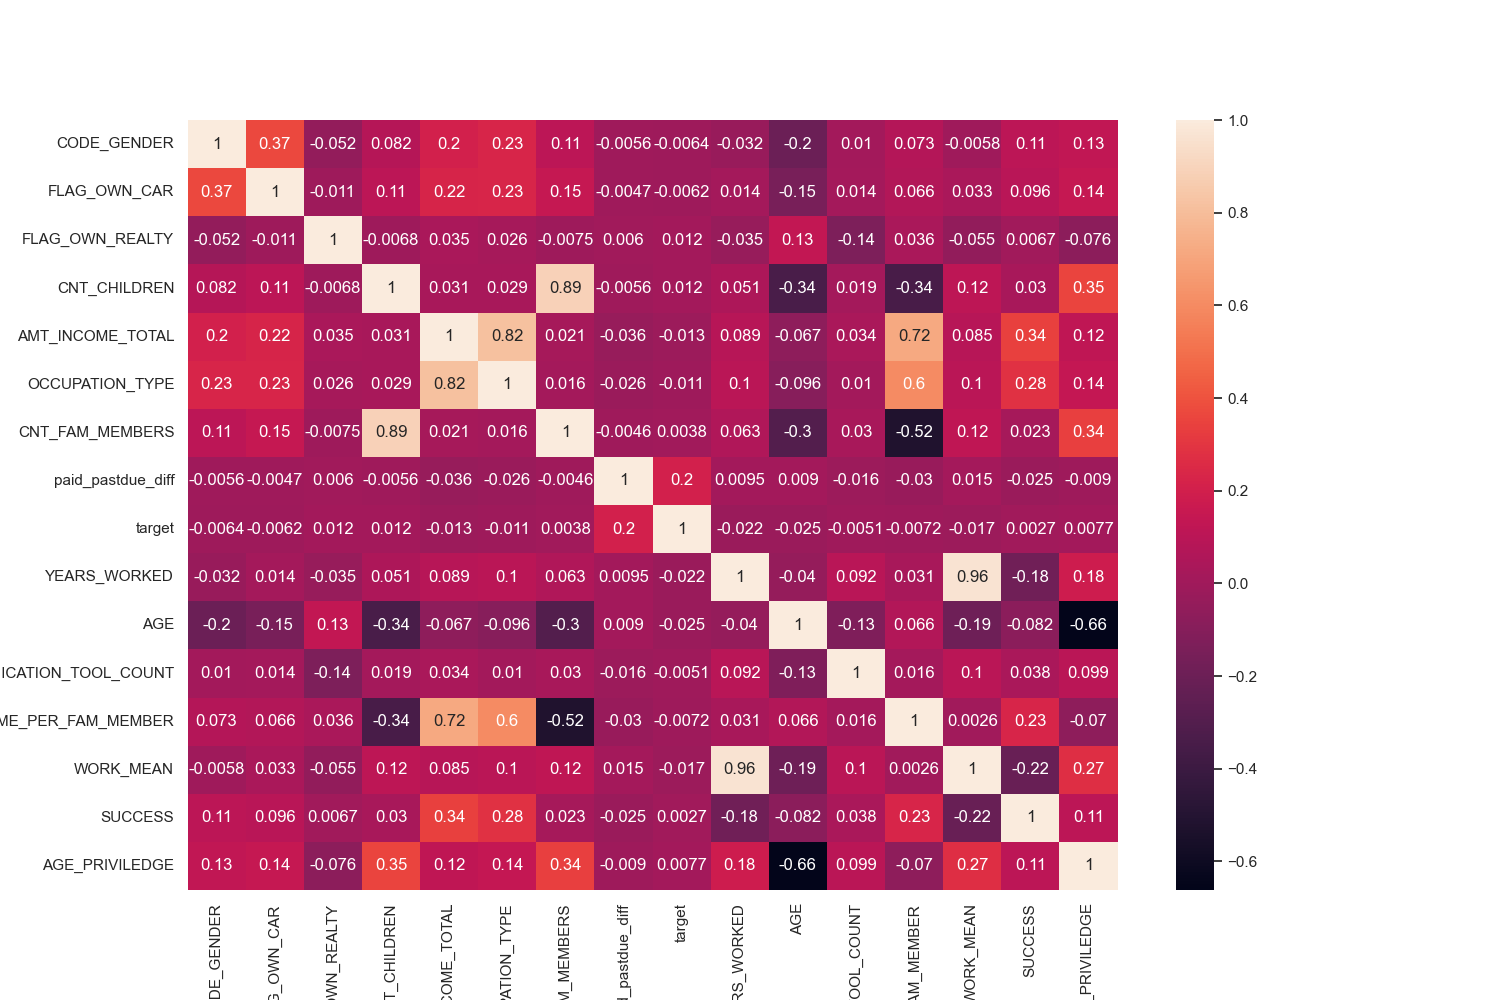 CODE_GENDER 1 0.37 -0.052 0.082 0.2 0.23 0.11 -0.0056 -0.0064 -0.032 -0.2 0.01 0.073 -0.0058 0.11 0.13 1.0
FLAG_OWN_CAR 0.37 1 -0.011 0.11 0.22 0.23 0.15 -0.0047 -0.0062 0.014 -0.15 0.014 0.066 0.033 0.096 0.14 0.8
FLAG_OWN_REALTY -0.052 -0.011 1 -0.0068 0.035 0.026 -0.0075 0.006 0.012 -0.035 0.13 -0.14 0.036 -0.055 0.0067 -0.076
CNT_CHILDREN 0.082 0.11 -0.0068 1 0.031 0.029 0.89 -0.0056 0.012 0.051 -0.34 0.019 -0.34 0.12 0.03 0.35 0.6
AMT_INCOME_TOTAL 0.2 0.22 0.035 0.031 1 0.82 0.021 -0.036 -0.013 0.089 -0.067 0.034 0.72 0.085 0.34 0.12
OCCUPATION_TYPE 0.23 0.23 0.026 0.029 0.82 1 0.016 -0.026 -0.011 0.1 -0.096 0.01 0.6 0.1 0.28 0.14 0.4
CNT_FAM_MEMBERS 0.11 0.15 -0.0075 0.89 0.021 0.016 1 -0.0046 0.0038 0.063 -0.3 0.03 -0.52 0.12 0.023 0.34
paid_pastdue_diff -0.0056 -0.0047 0.006 -0.0056 -0.036 -0.026 -0.0046 1 0.2 0.0095 0.009 -0.016 -0.03 0.015 -0.025 -0.009 0.2
target -0.0064 -0.0062 0.012 0.012 -0.013 -0.011 0.0038 0.2 1 -0.022 -0.025 -0.0051 -0.0072 -0.017 0.0027 0.0077
YEARS_WORKED -0.032 0.014 -0.035 0.051 0.089 0.1 0.063 0.0095 -0.022 1 -0.04 0.092 0.031 0.96 -0.18 0.18 0.0
AGE -0.2 -0.15 0.13 -0.34 -0.067 -0.096 -0.3 0.009 -0.025 -0.04 1 -0.13 0.066 -0.19 -0.082 -0.66
ICATION_TOOL_COUNT 0.01 0.014 -0.14 0.019 0.034 0.01 0.03 -0.016 -0.0051 0.092 -0.13 1 0.016 0.1 0.038 0.099 −0.2
ME_PER_FAM_MEMBER 0.073 0.066 0.036 -0.34 0.72 0.6 -0.52 -0.03 -0.0072 0.031 0.066 0.016 1 0.0026 0.23 -0.07
WORK_MEAN -0.0058 0.033 -0.055 0.12 0.085 0.1 0.12 0.015 -0.017 0.96 -0.19 0.1 0.0026 1 -0.22 0.27 −0.4
SUCCESS 0.11 0.096 0.0067 0.03 0.34 0.28 0.023 -0.025 0.0027 -0.18 -0.082 0.038 0.23 -0.22 1 0.11
AGE_PRIVILEDGE 0.13 0.14 -0.076 0.35 0.12 0.14 0.34 -0.009 0.0077 0.18 -0.66 0.099 -0.07 0.27 0.11 1 −0.6
DE_GENDER
G_OWN_CAR
OWN_REALTY
T_CHILDREN
COME_TOTAL
PATION_TYPE
M_MEMBERS
d_pastdue_diff
target
RS_WORKED
AGE
OOL_COUNT
AM_MEMBER
WORK_MEAN
SUCCESS
_PRIVILEDGE